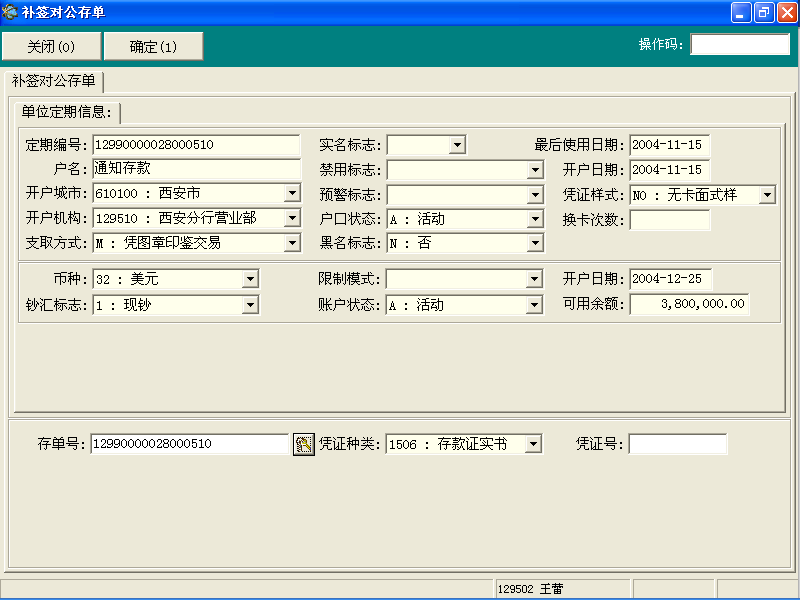 补签对公存单
关闭(0) 确定(1) 操作码:
补签对公存单
单位定期信息:
定期编号: 12990000028000510 实名标志: 最后使用日期: 2004-11-15
户名: 通知存款 禁用标志: 开户日期: 2004-11-15
开户城市: 610100 : 西安市 预警标志: 凭证样式: N0 : 无卡面式样
开户机构: 129510 : 西安分行营业部 户口状态: A : 活动 换卡次数:
支取方式: M : 凭图章印鉴交易 黑名标志: N : 否
币种: 32 : 美元 限制模式: 开户日期: 2004-12-25
钞汇标志: 1 : 现钞 账户状态: A : 活动 可用余额: 3,800,000.00
存单号: 12990000028000510 凭证种类: 1506 : 存款证实书 凭证号:
129502 王蕾